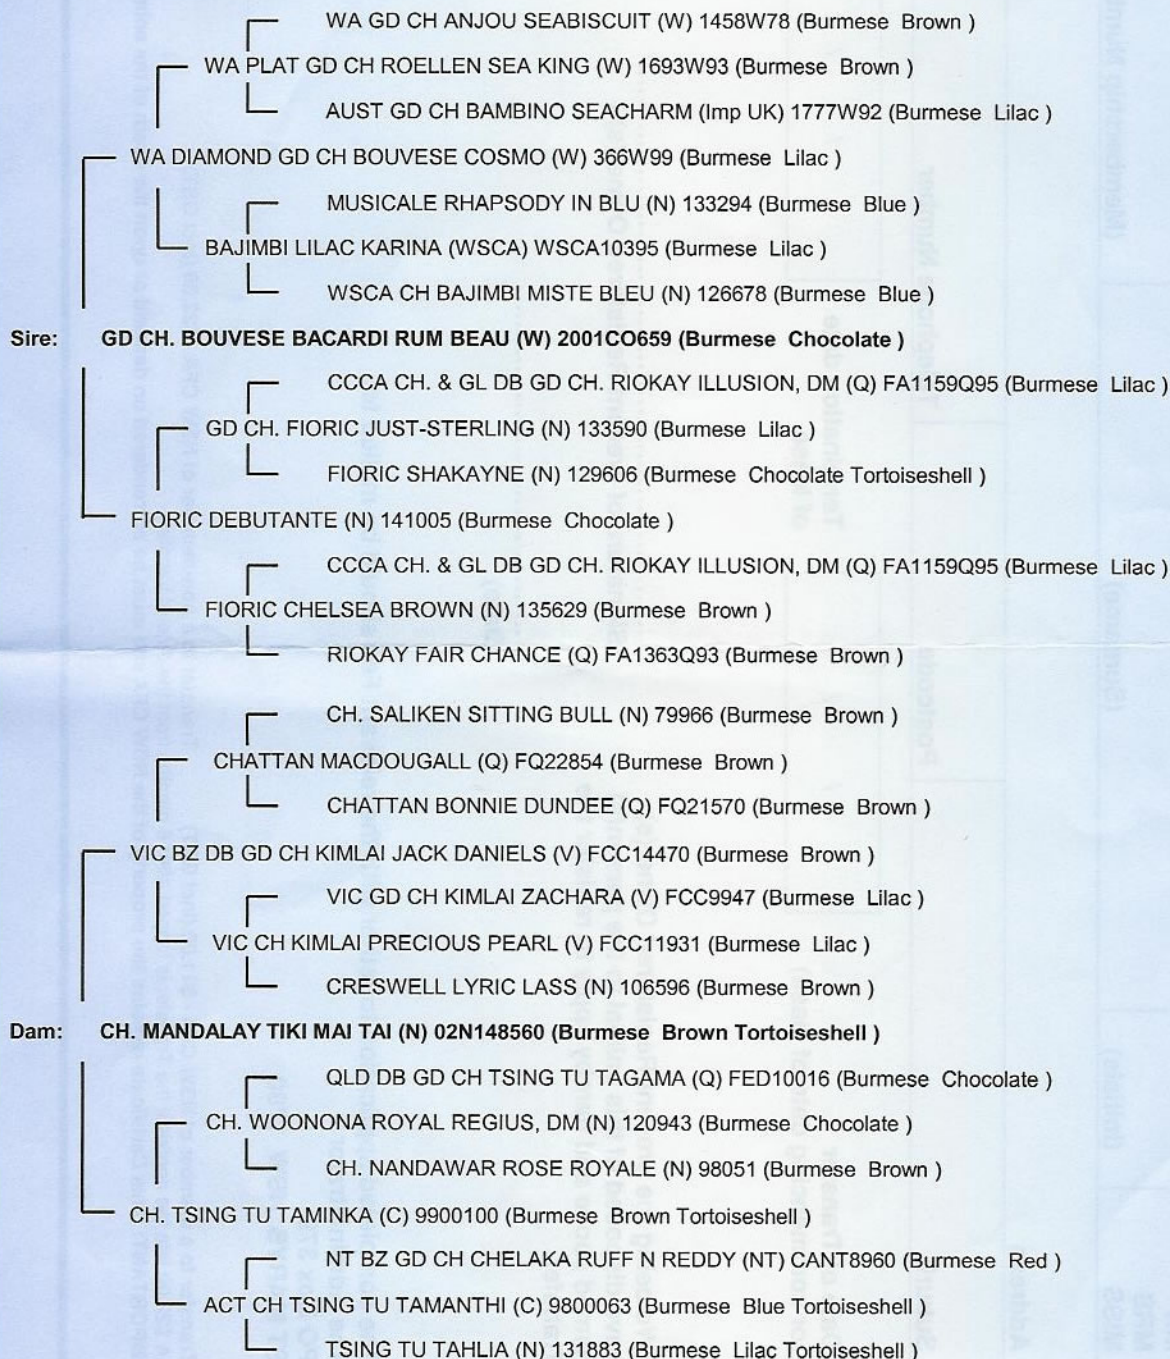 WA GD CH ANJOU SEABISCUIT (W) 1458W78 (Burmese Brown )
WA PLAT GD CH ROELLEN SEA KING (W) 1693W93 (Burmese Brown )
AUST GD CH BAMBINO SEACHARM (Imp UK) 1777W92 (Burmese Lilac )
WA DIAMOND GD CH BOUVESE COSMO (W) 366W99 (Burmese Lilac )
MUSICALE RHAPSODY IN BLU (N) 133294 (Burmese Blue )
BAJIMBI LILAC KARINA (WSCA) WSCA10395 (Burmese Lilac )
WSCA CH BAJIMBI MISTE BLEU (N) 126678 (Burmese Blue )
Sire: GD CH. BOUVESE BACARDI RUM BEAU (W) 2001CO659 (Burmese Chocolate )
CCCA CH. & GL DB GD CH. RIOKAY ILLUSION, DM (Q) FA1159Q95 (Burmese Lilac )
GD CH. FIORIC JUST-STERLING (N) 133590 (Burmese Lilac )
FIORIC SHAKAYNE (N) 129606 (Burmese Chocolate Tortoiseshell )
FIORIC DEBUTANTE (N) 141005 (Burmese Chocolate )
CCCA CH. & GL DB GD CH. RIOKAY ILLUSION, DM (Q) FA1159Q95 (Burmese Lilac )
FIORIC CHELSEA BROWN (N) 135629 (Burmese Brown )
RIOKAY FAIR CHANCE (Q) FA1363Q93 (Burmese Brown )
CH. SALIKEN SITTING BULL (N) 79966 (Burmese Brown )
CHATTAN MACDOUGALL (Q) FQ22854 (Burmese Brown )
CHATTAN BONNIE DUNDEE (Q) FQ21570 (Burmese Brown )
VIC BZ DB GD CH KIMLAI JACK DANIELS (V) FCC14470 (Burmese Brown )
VIC GD CH KIMLAI ZACHARA (V) FCC9947 (Burmese Lilac )
VIC CH KIMLAI PRECIOUS PEARL (V) FCC11931 (Burmese Lilac )
CRESWELL LYRIC LASS (N) 106596 (Burmese Brown )
Dam: CH. MANDALAY TIKI MAI TAI (N) 02N148560 (Burmese Brown Tortoiseshell )
QLD DB GD CH TSING TU TAGAMA (Q) FED10016 (Burmese Chocolate )
CH. WOONONA ROYAL REGIUS, DM (N) 120943 (Burmese Chocolate )
CH. NANDAWAR ROSE ROYALE (N) 98051 (Burmese Brown )
CH. TSING TU TAMINKA (C) 9900100 (Burmese Brown Tortoiseshell )
NT BZ GD CH CHELAKA RUFF N REDDY (NT) CANT8960 (Burmese Red )
ACT CH TSING TU TAMANTHI (C) 9800063 (Burmese Blue Tortoiseshell )
TSING TU TAHLIA (N) 131883 (Burmese Lilac Tortoiseshell )